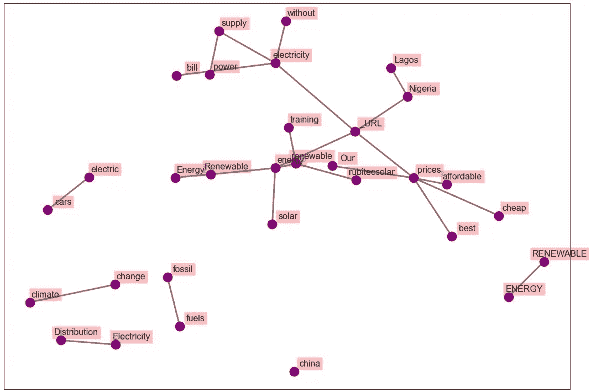 without
supply
electricity
bill
power
Lagos
Nigeria
training
URL
Energy
Renewable
renewable
Our
rubitecsolar
prices
affordable
electric
cars
solar
cheap
best
RENEWABLE
ENERGY
fossil
change
climate
fuels
Distribution
Electricity
china